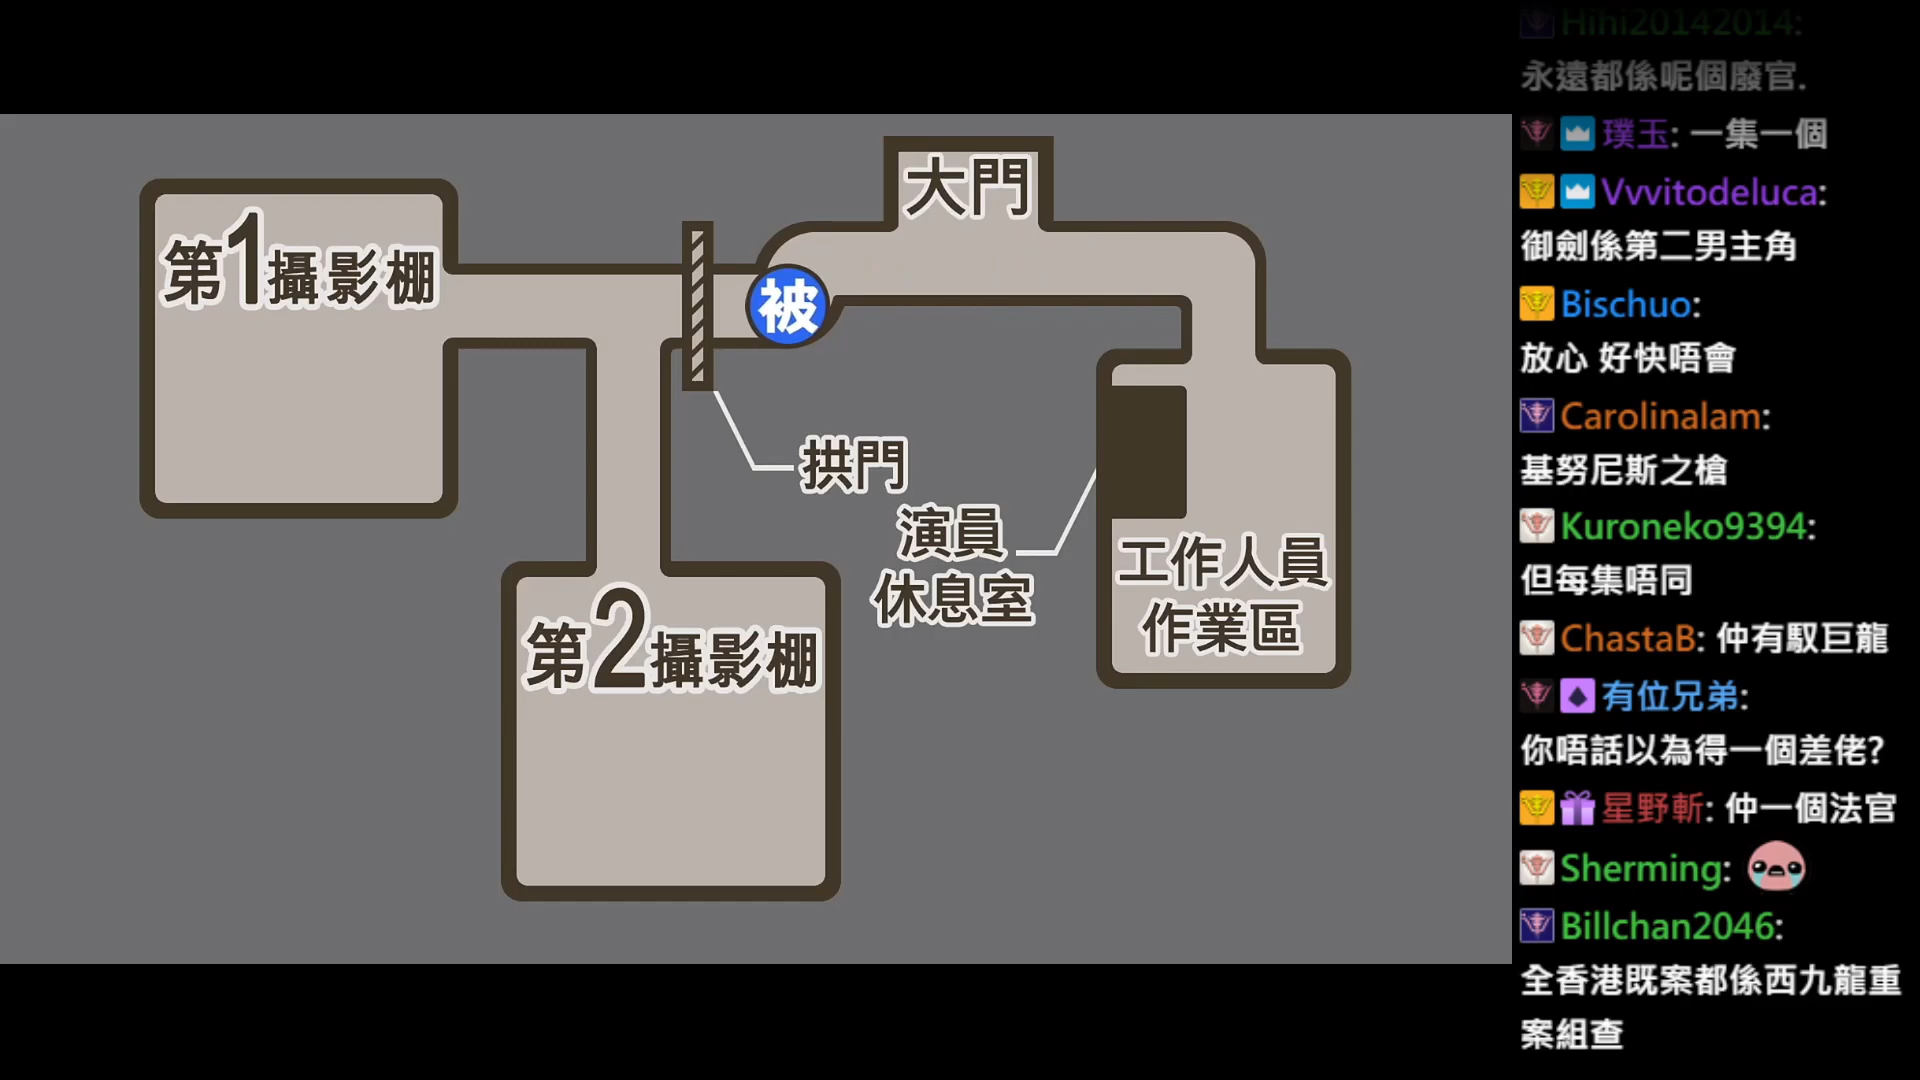 大門
第1攝影棚
被
拱門
演員
休息室
工作人員
作業區
第2攝影棚
Hihi20142014:
永遠都係呢個廢官.
璞玉: 一集一個
Vvvitodeluca:
御劍係第二男主角
Bischuo:
放心 好快唔會
Carolinalam:
基努尼斯之槍
Kuroneko9394:
但每集唔同
ChastaB: 仲有馭巨龍
有位兄弟:
你唔話以為得一個差佬?
星野斬: 仲一個法官
Sherming:
Billchan2046:
全香港既案都係西九龍重
案組查